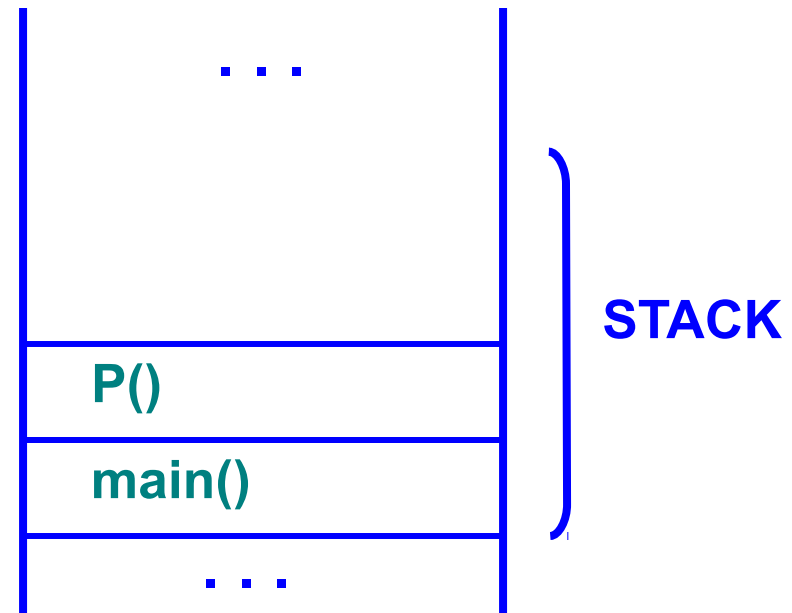 . . .
STACK
P()
main()
. . .